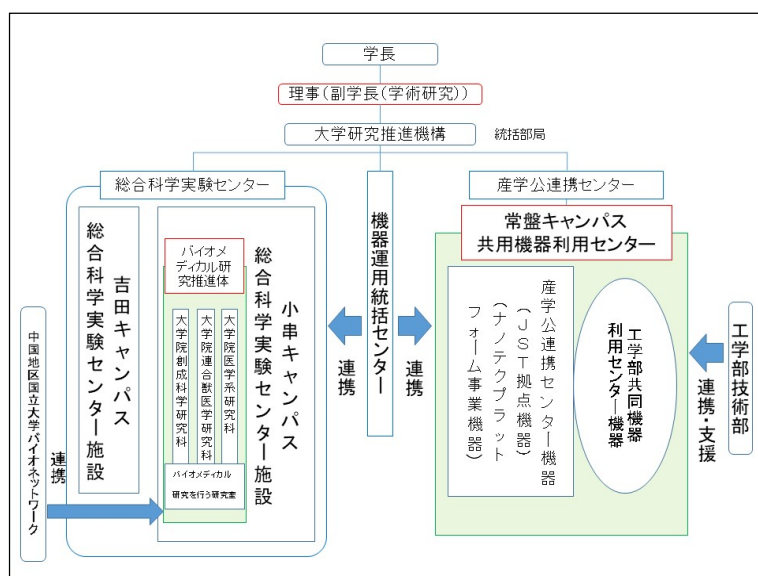 学長
理事(副学長(学術研究))
大学研究推進機構
統括部局
総合科学実験センター
産学公連携センター
中国地区国立大学バイオネットワーク
連携
吉田キャンパス
総合科学実験センター施設
小串キャンパス
総合科学実験センター施設
バイオメ
ディカル研
究推進体
大学院創成科学研究科
大学院連合獣医学研究科
大学院医学系研究科
バイオメディカル
研究を行う研究室
機器運用統括センター
連携
連携
常盤キャンパス
共用機器利用センター
産学公連携センター機器
(JST拠点機器)
(ナノテクプラット
フォーム事業機器)
工学部共同機器
利用センター機器
連携・支援
工学部技術部